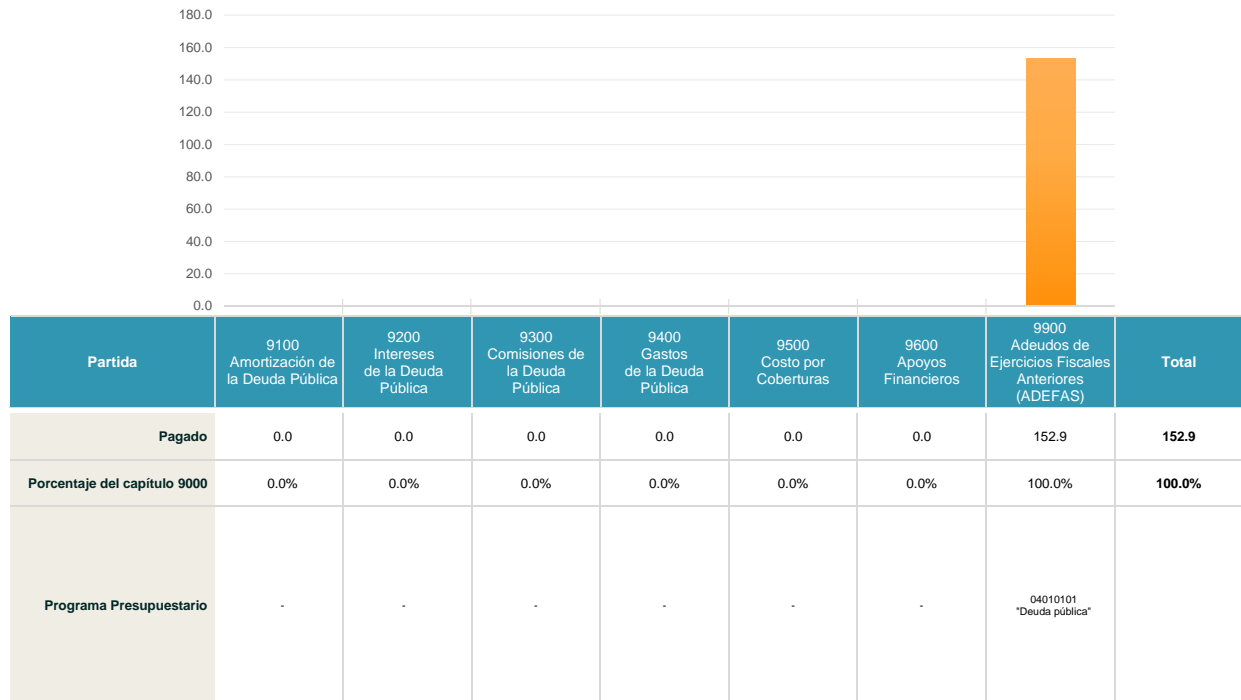 180.0
160.0
140.0
120.0
100.0
80.0
60.0
40.0
20.0
0.0
Partida
9100
Amortización de
la Deuda Pública
9200
Intereses
de la Deuda
Pública
9300
Comisiones de
la Deuda
Pública
9400
Gastos
de la Deuda
Pública
9500
Costo por
Coberturas
9600
Apoyos
Financieros
9900
Adeudos de
Ejercicios Fiscales
Anteriores
(ADEFAS)
Total
Pagado 0.0 0.0 0.0 0.0 0.0 0.0 152.9 152.9
Porcentaje del capítulo 9000 0.0% 0.0% 0.0% 0.0% 0.0% 0.0% 100.0% 100.0%
Programa Presupuestario - - - - - -
04010101
"Deuda pública"